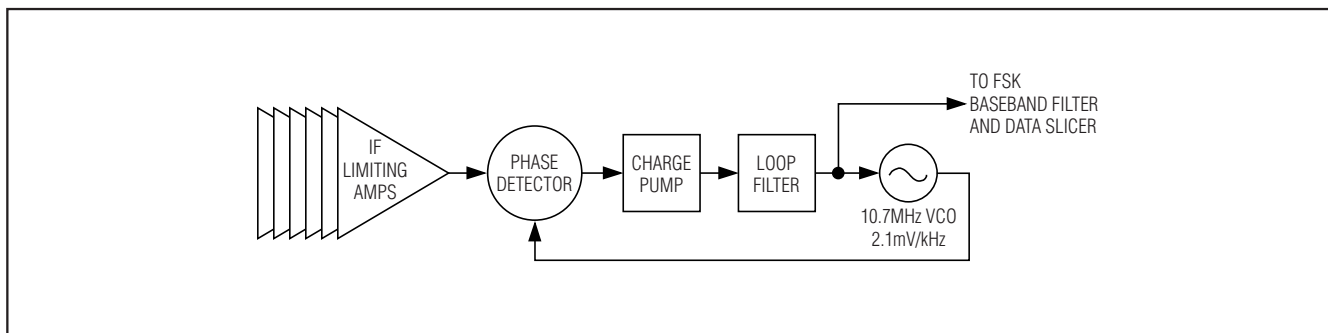 IF
LIMITING
AMPS
PHASE
DETECTOR
CHARGE
PUMP
LOOP
FILTER
TO FSK
BASEBAND FILTER
AND DATA SLICER
10.7MHz VCO
2.1mV/kHz